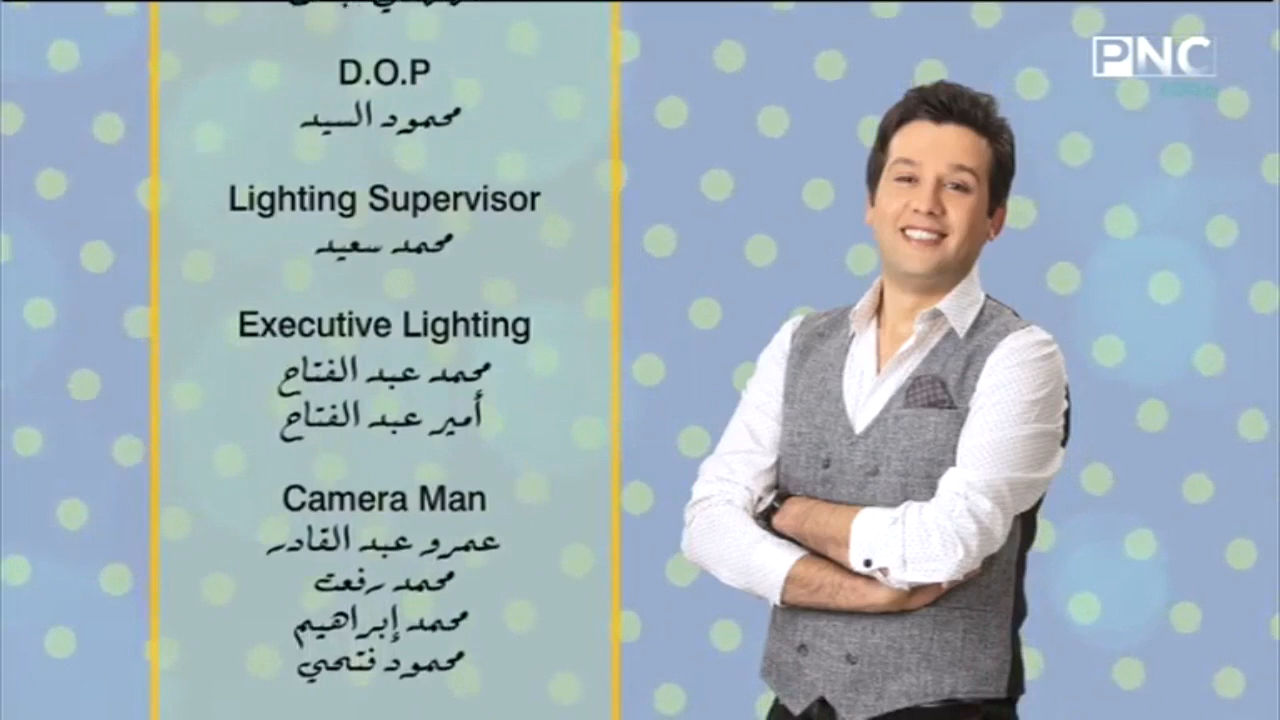 D.O.P
محمود السيد
Lighting Supervisor
محمد سعيد
Executive Lighting
محمد عبد الفتاح
أمير عبد الفتاح
Camera Man
عمرو عبد القادر
محمد رفعت
محمد إبراهيم
محمود فتحي
PNC